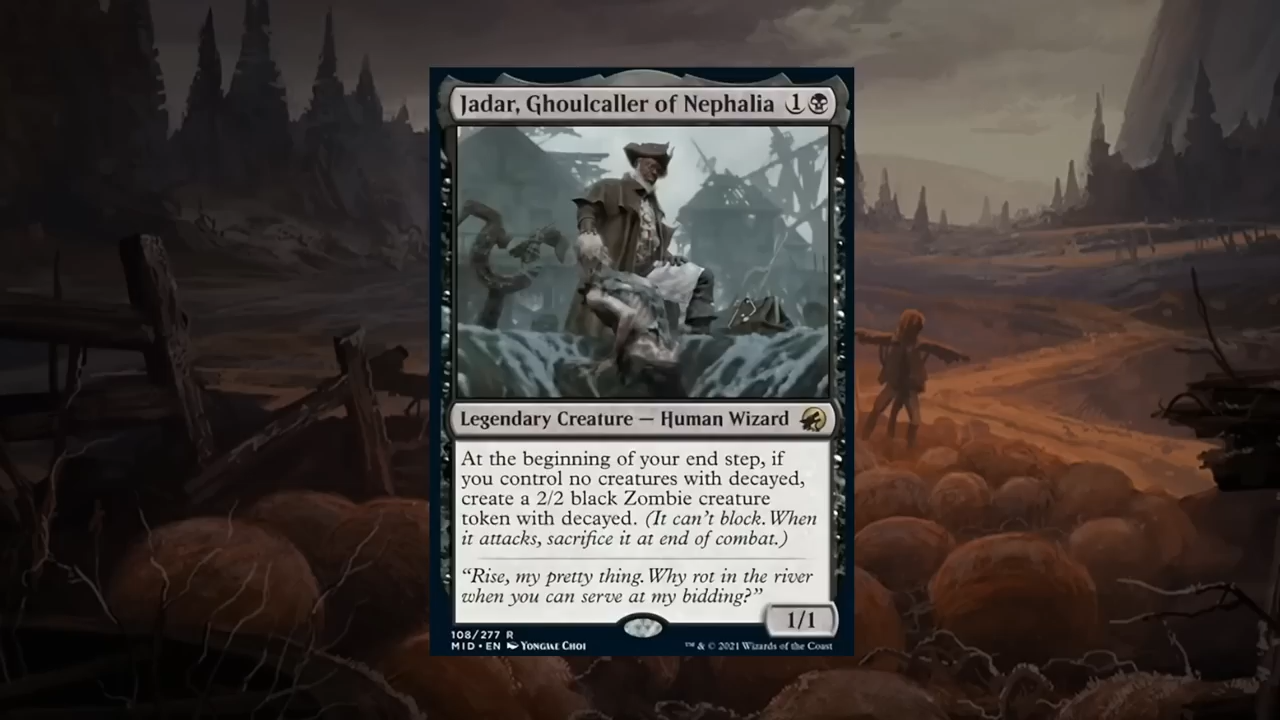 Jadar, Ghoulcaller of Nephalia 1
Legendary Creature — Human Wizard
At the beginning of your end step, if
you control no creatures with decayed,
create a 2/2 black Zombie creature
token with decayed. (It can't block. When
it attacks, sacrifice it at end of combat.)
“Rise, my pretty thing. Why rot in the river
when you can serve at my bidding?”
1/1
108/277 R
MID • EN Yongjae Choi
™ & © 2021 Wizards of the Coast